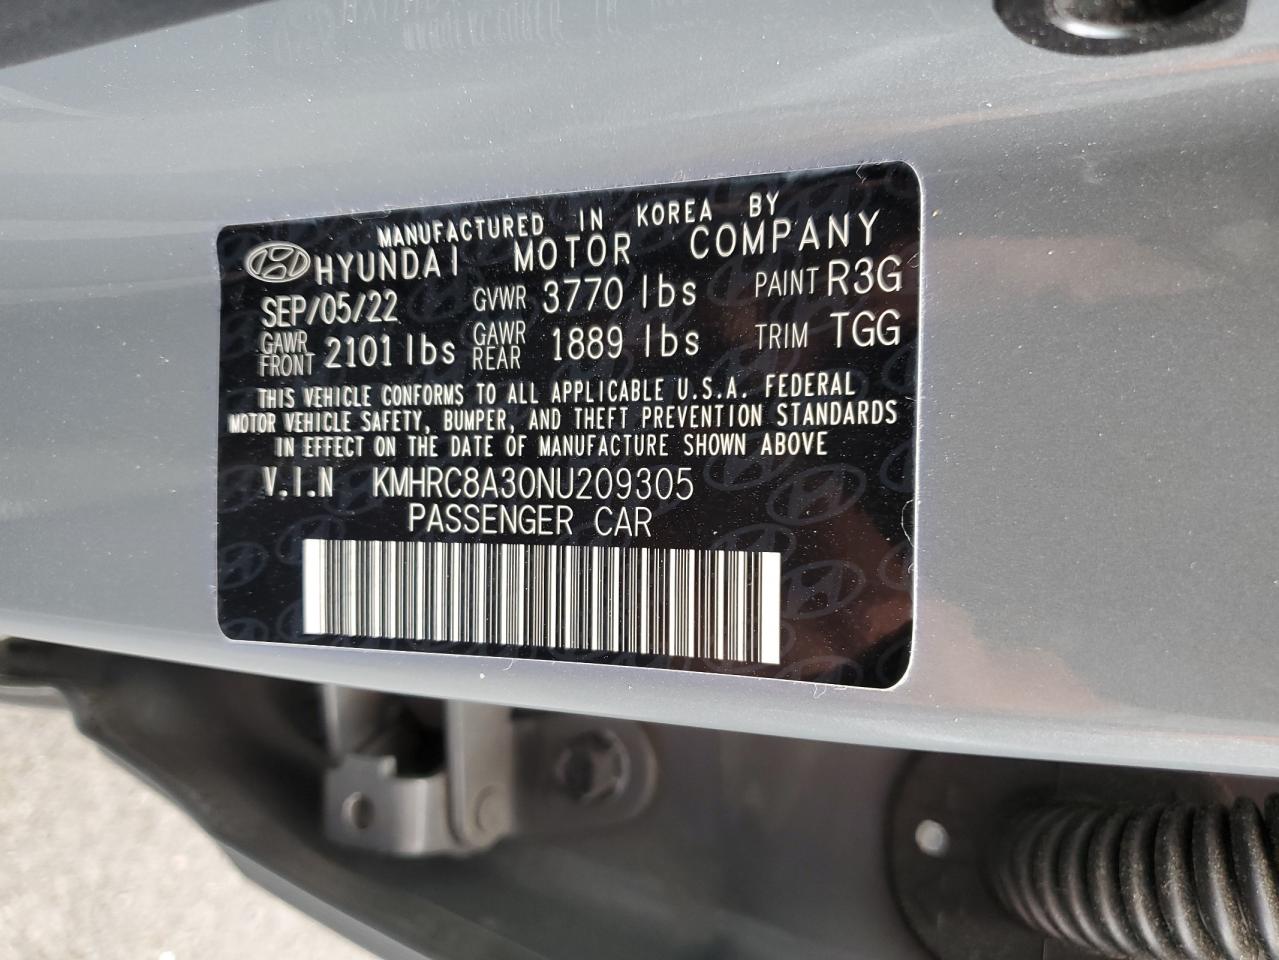 MANUFACTURED IN KOREA BY
HYUNDAI MOTOR COMPANY
SEP/05/22 GVWR 3770 lbs PAINT R3G
GAWR FRONT 2101 lbs GAWR REAR 1889 lbs TRIM TGG
THIS VEHICLE CONFORMS TO ALL APPLICABLE U.S.A. FEDERAL
MOTOR VEHICLE SAFETY, BUMPER, AND THEFT PREVENTION STANDARDS
IN EFFECT ON THE DATE OF MANUFACTURE SHOWN ABOVE
V.I.N KMHRC8A30NU209305
PASSENGER CAR